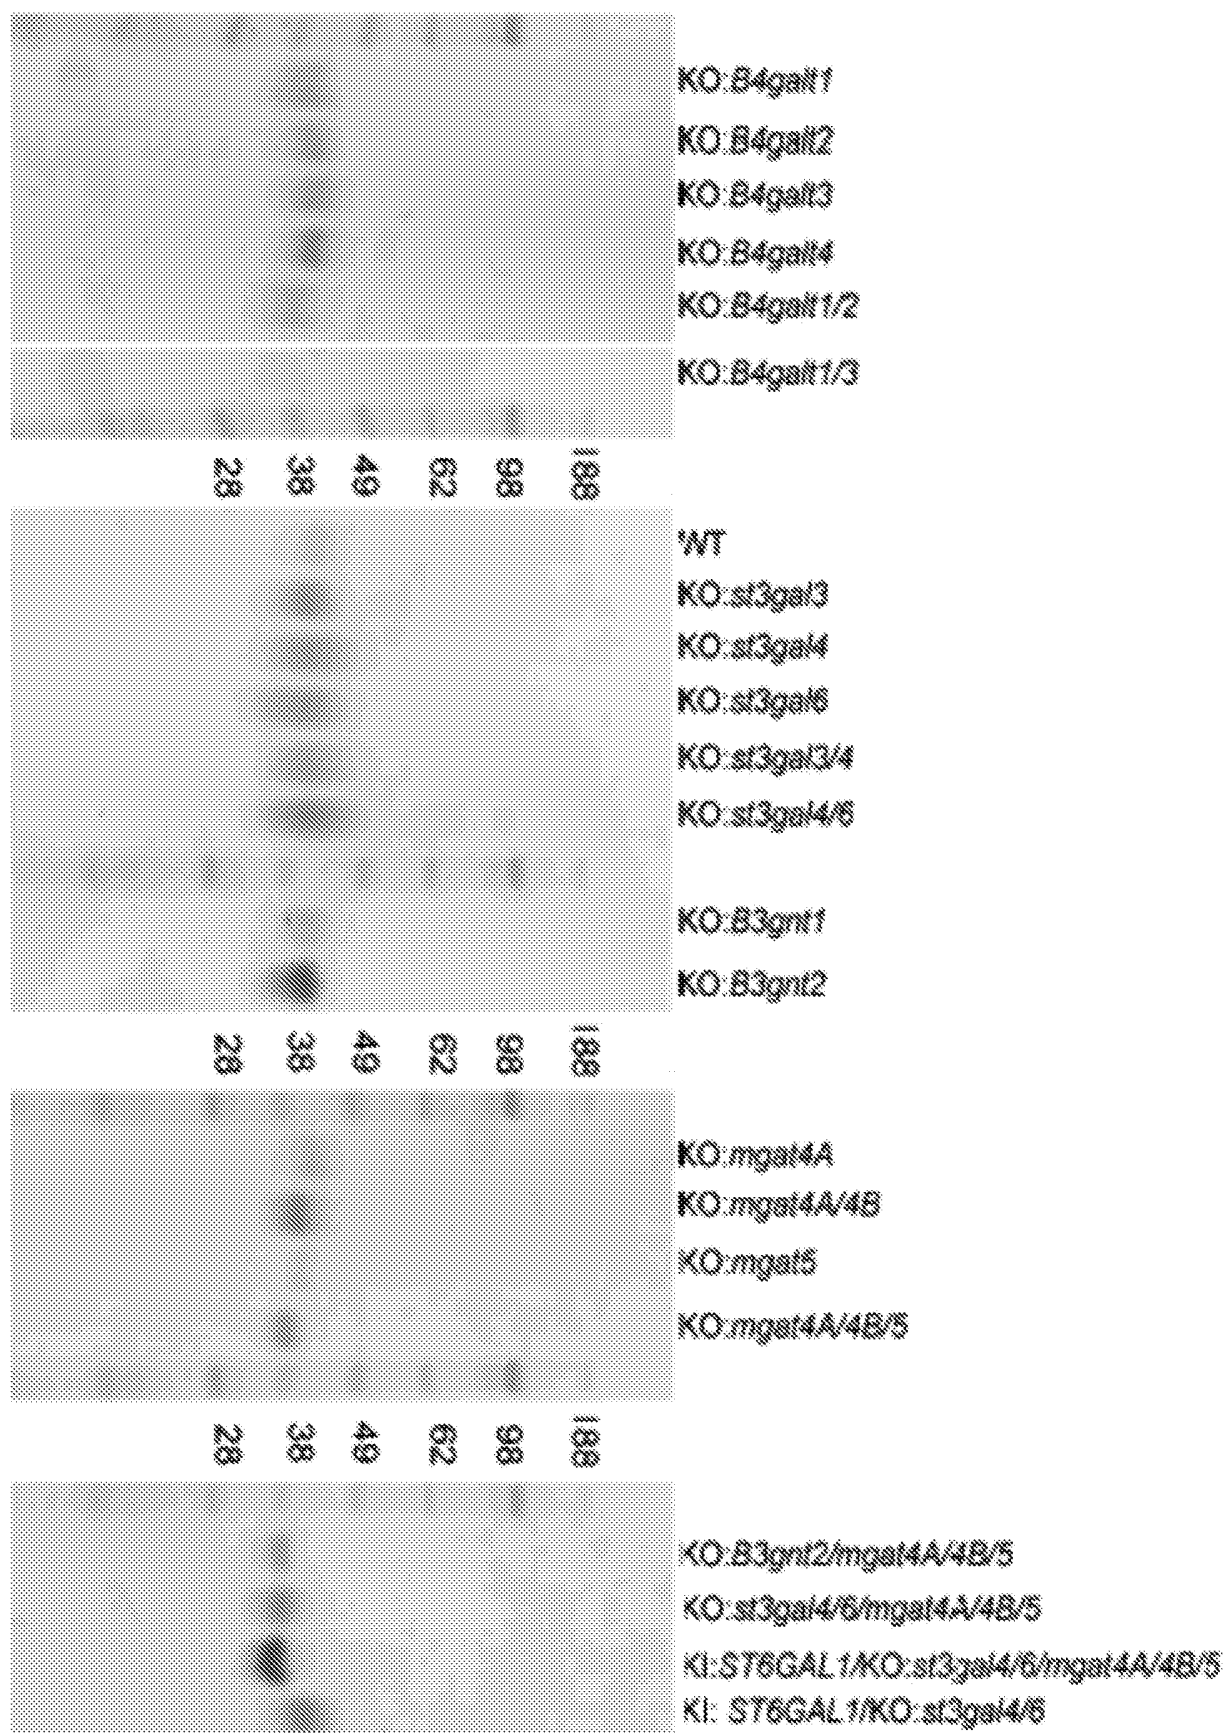 KO:B4galt1
KO:B4galt2
KO:B4galt3
KO:B4galt4
KO:B4galt1/2
KO:B4galt1/3
28 38 49 62 98 188
WT
KO:st3gal3
KO:st3gal4
KO:st3gal6
KO:st3gal3/4
KO:st3gal4/6
KO:B3gnt1
KO:B3gnt2
28 38 49 62 98 188
KO:mgat4A
KO:mgat4A/4B
KO:mgat5
KO:mgat4A/4B/5
28 38 49 62 98 188
KO:B3gnt2/mgat4A/4B/5
KO:st3gal4/6/mgat4A/4B/5
KI:ST6GAL1/KO:st3gal4/6/mgat4A/4B/5
KI: ST6GAL1/KO:st3gal4/6